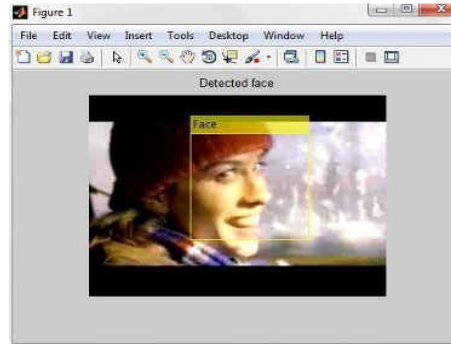 Figure 1
File Edit View Insert Tools Desktop Window Help
Detected face
Face